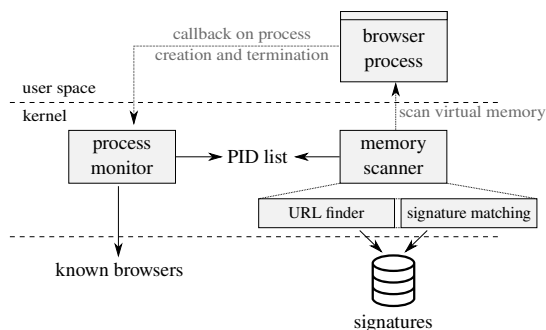 callback on process
creation and termination
browser
process
user space
kernel
scan virtual memory
process
monitor
PID list
memory
scanner
URL finder
signature matching
known browsers
signatures